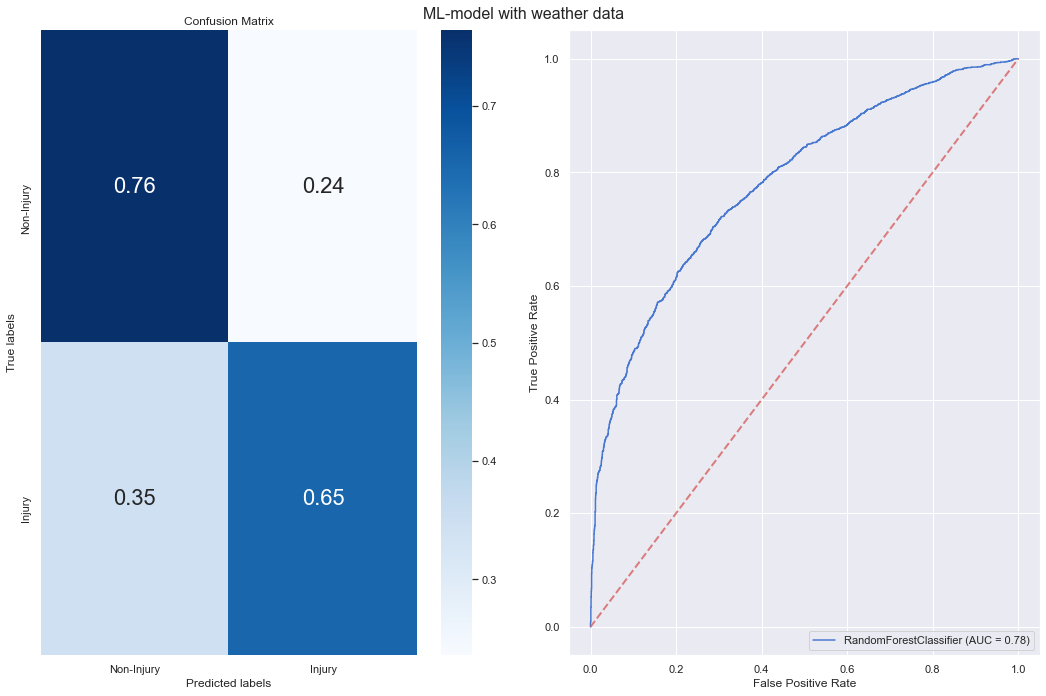 ML-model with weather data
Confusion Matrix
True labels
Non-Injury
Injury
0.76
0.24
0.35
0.65
Non-Injury
Injury
Predicted labels
0.7
0.6
0.5
0.4
0.3
True Positive Rate
1.0
0.8
0.6
0.4
0.2
0.0
RandomForestClassifier (AUC = 0.78)
0.0
0.2
0.4
0.6
0.8
1.0
False Positive Rate